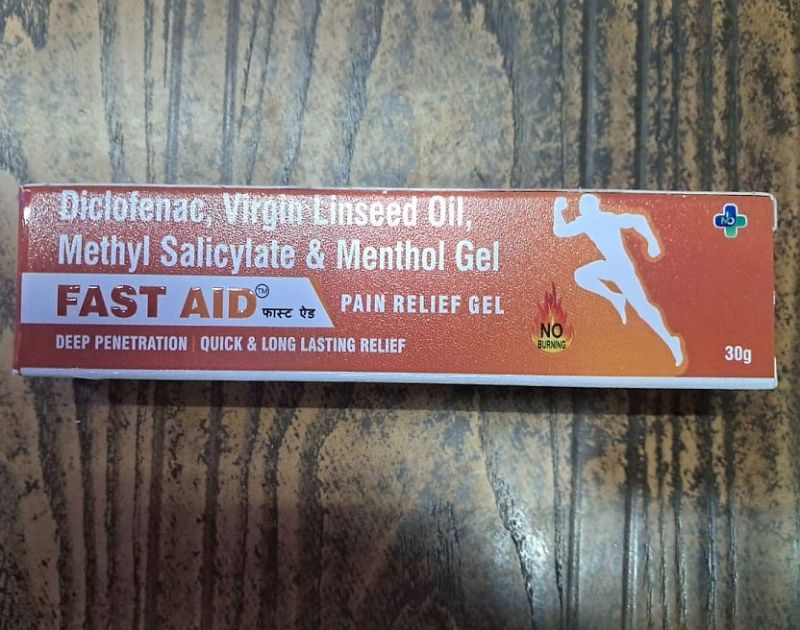 Diclofenac, Virgin Linseed Oil,
Methyl Salicylate & Menthol Gel
FAST AID™ फास्ट ऐड
PAIN RELIEF GEL
DEEP PENETRATION | QUICK & LONG LASTING RELIEF
NO
BURNING
30g